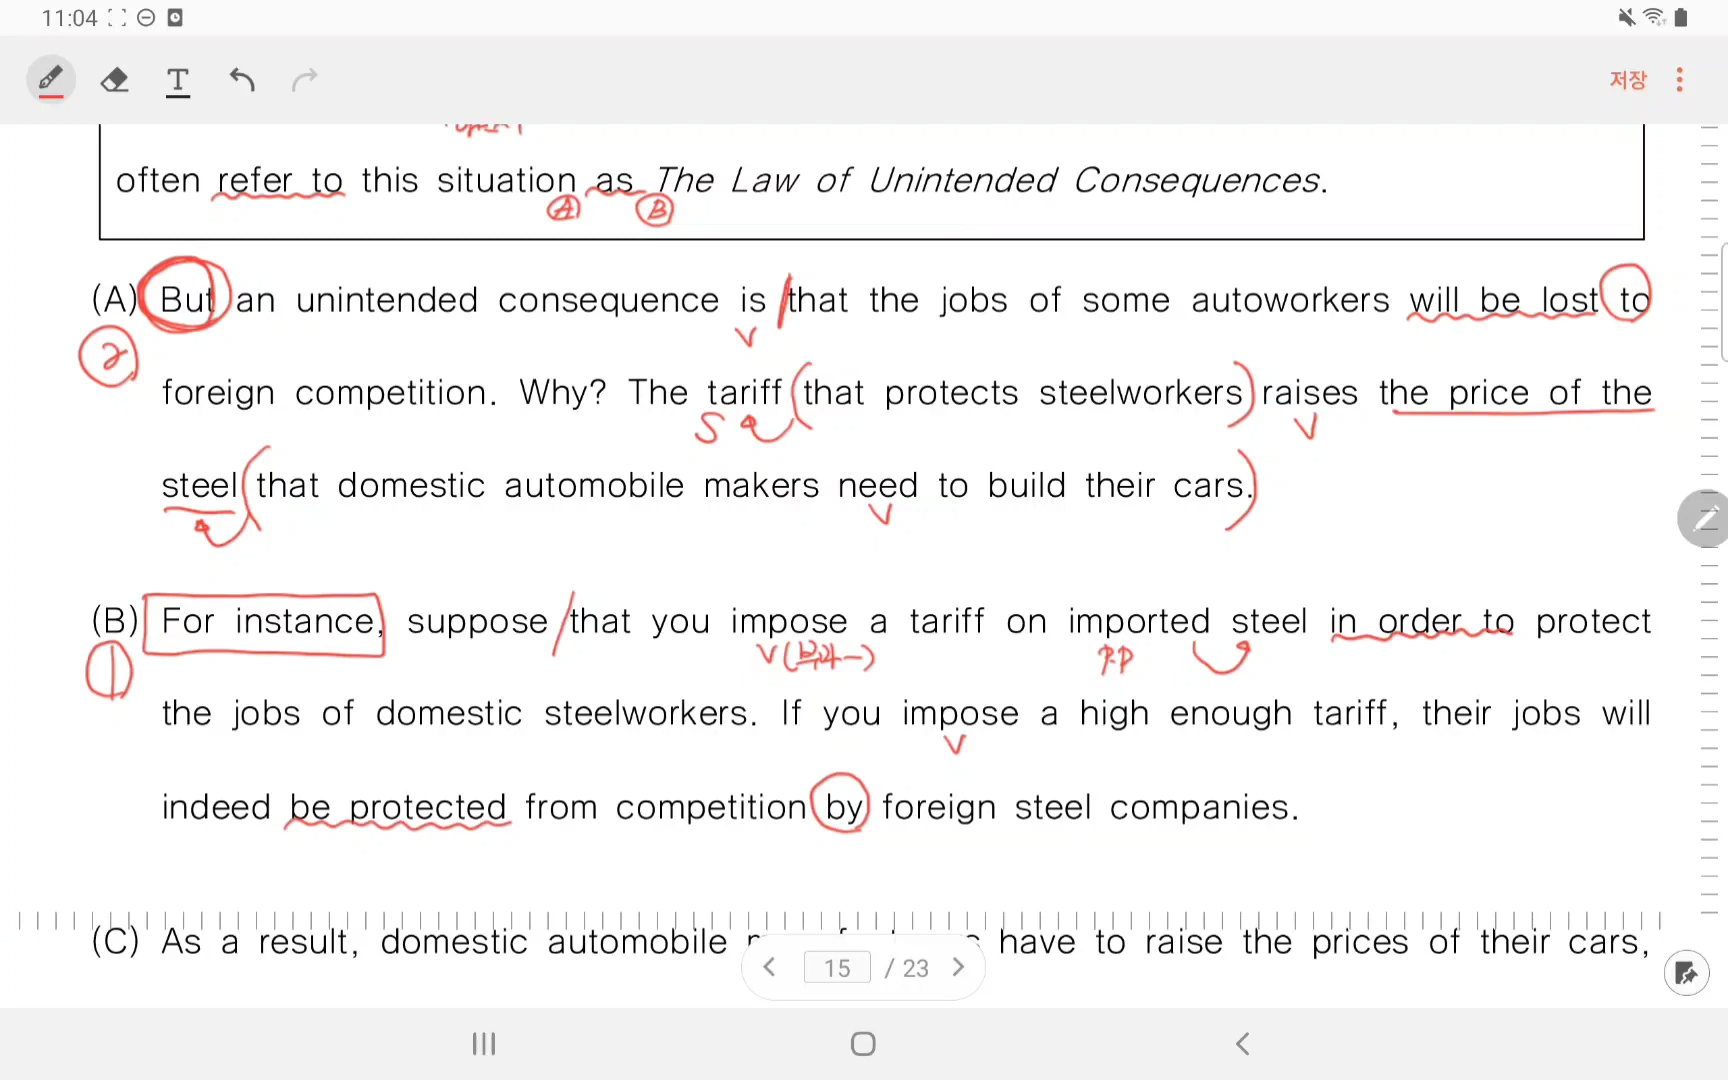 11:04
저장
often refer to this situation as The Law of Unintended Consequences.
A B
(A) But an unintended consequence is that the jobs of some autoworkers will be lost to
V
2
foreign competition. Why? The tariff that protects steelworkers raises the price of the
S V
steel that domestic automobile makers need to build their cars.
V
(B) For instance, suppose that you impose a tariff on imported steel in order to protect
V (부과) P.P
1
the jobs of domestic steelworkers. If you impose a high enough tariff, their jobs will
V
indeed be protected from competition by foreign steel companies.
(C) As a result, domestic automobile have to raise the prices of their cars,
15 / 23